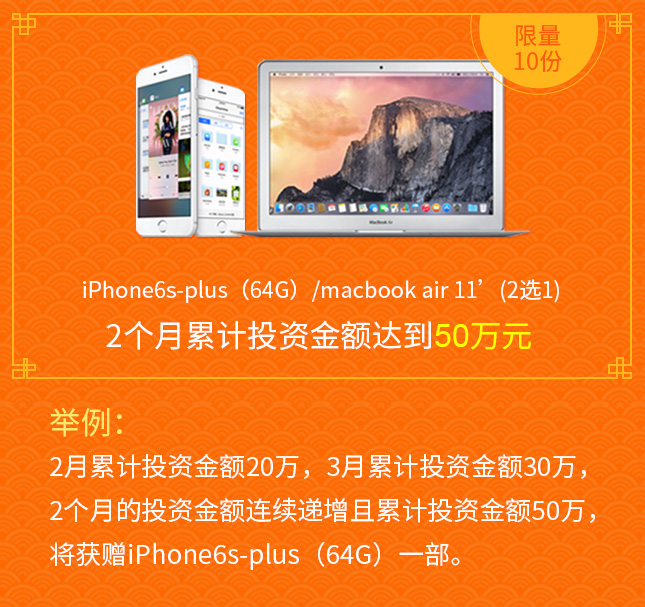 限量
10份
MacBook Air
iPhone6s-plus（64G）/macbook air 11’(2选1)
2个月累计投资金额达到50万元
举例：
2月累计投资金额20万，3月累计投资金额30万，
2个月的投资金额连续递增且累计投资金额50万，
将获赠iPhone6s-plus（64G）一部。